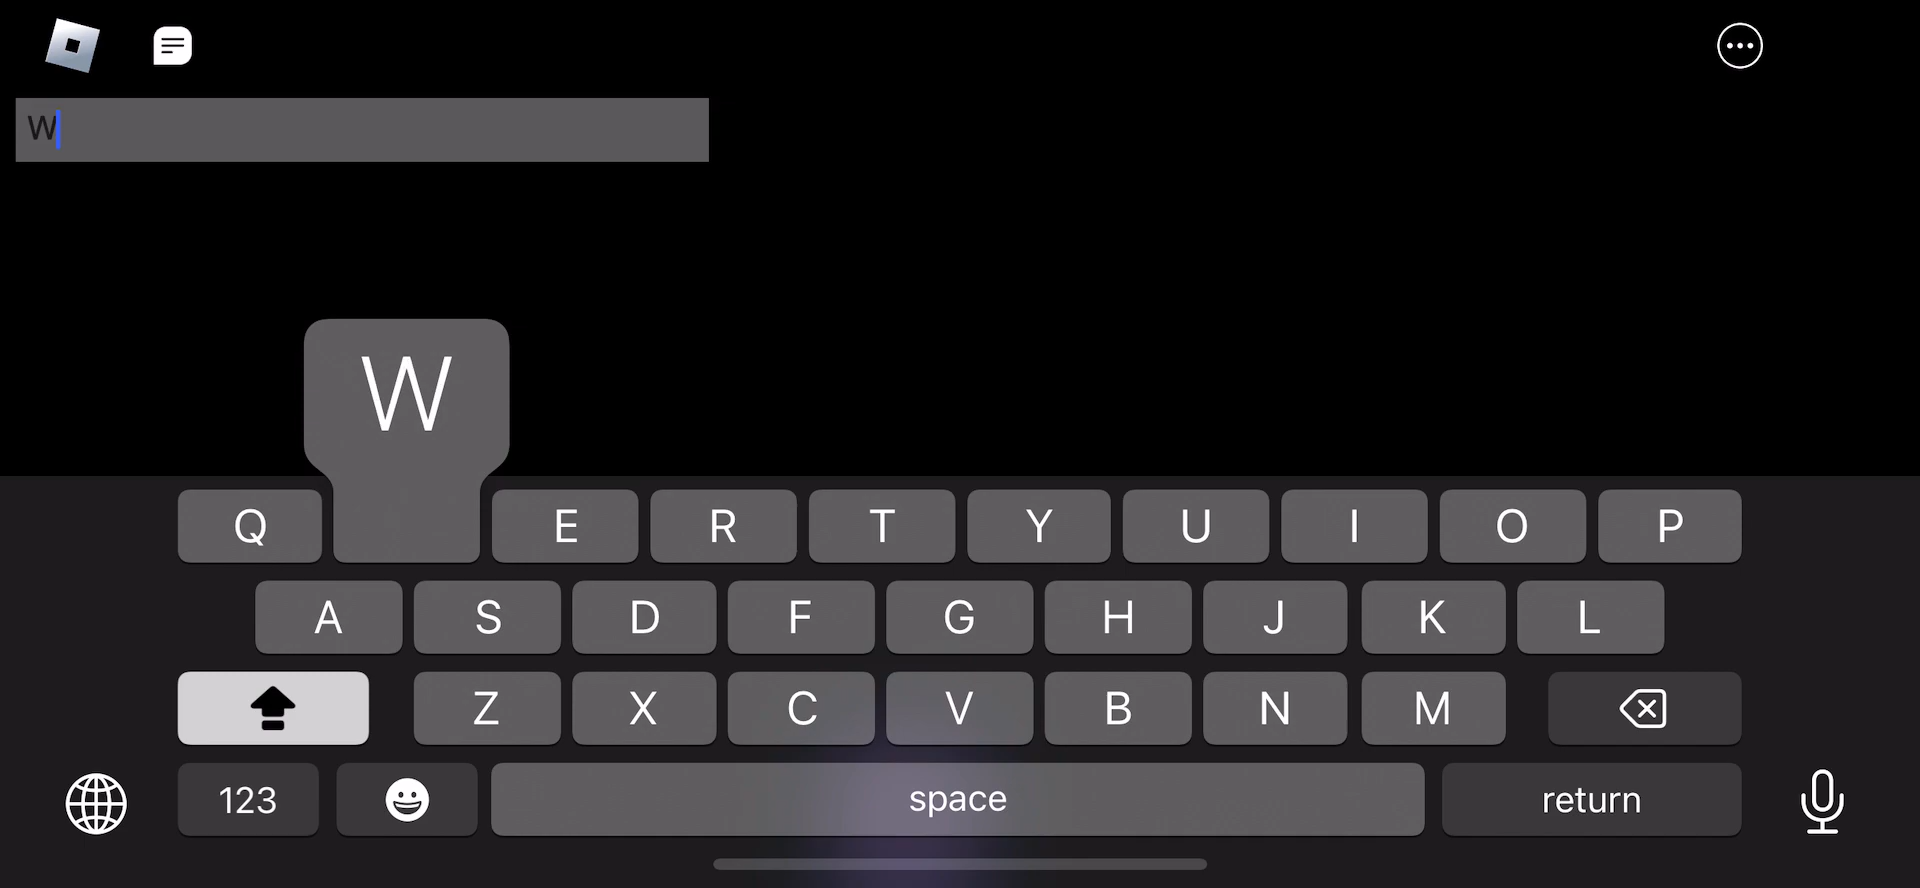 W
W
Q E R T Y U I O P
A S D F G H J K L
Z X C V B N M
123 space return